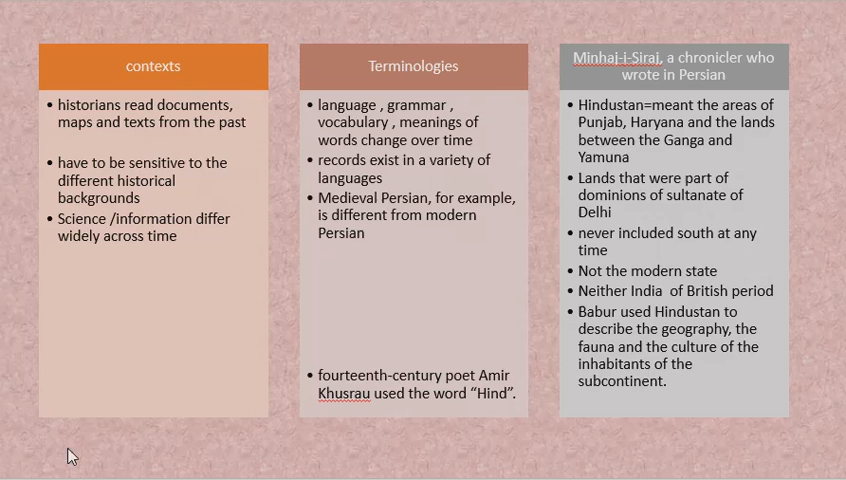 contexts
• historians read documents,
maps and texts from the past
• have to be sensitive to the
different historical
backgrounds
• Science /information differ
widely across time
Terminologies
• language , grammar ,
vocabulary , meanings of
words change over time
• records exist in a variety of
languages
• Medieval Persian, for example,
is different from modern
Persian
• fourteenth-century poet Amir
Khusrau used the word “Hind”.
Minhaj-i-Siraj, a chronicler who
wrote in Persian
• Hindustan=meant the areas of
Punjab, Haryana and the lands
between the Ganga and
Yamuna
• Lands that were part of
dominions of sultanate of
Delhi
• never included south at any
time
• Not the modern state
• Neither India of British period
• Babur used Hindustan to
describe the geography, the
fauna and the culture of the
inhabitants of the
subcontinent.